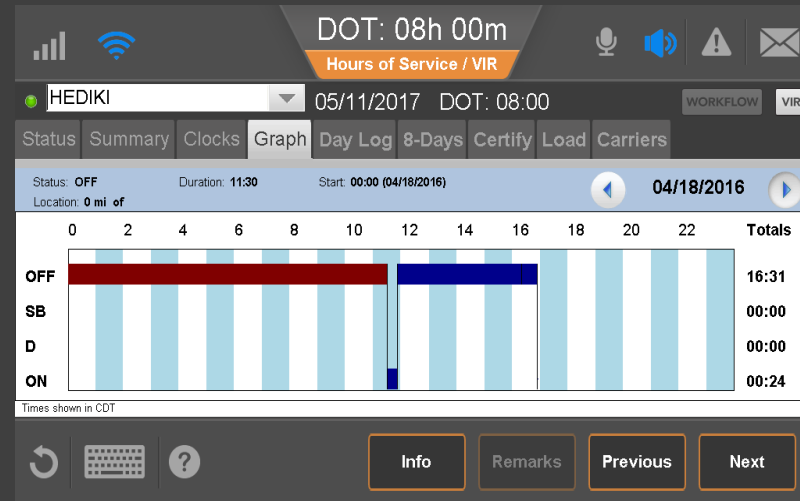 DOT: 08h 00m
Hours of Service / VIR
HEDIKI 05/11/2017 DOT: 08:00 WORKFLOW VIR
Status Summary Clocks Graph Day Log 8-Days Certify Load Carriers
Status: OFF Duration: 11:30 Start: 00:00 (04/18/2016) 04/18/2016
Location: 0 mi of
0 2 4 6 8 10 12 14 16 18 20 22 Totals
OFF 16:31
SB 00:00
D 00:00
ON 00:24
Times shown in CDT
? Info Remarks Previous Next